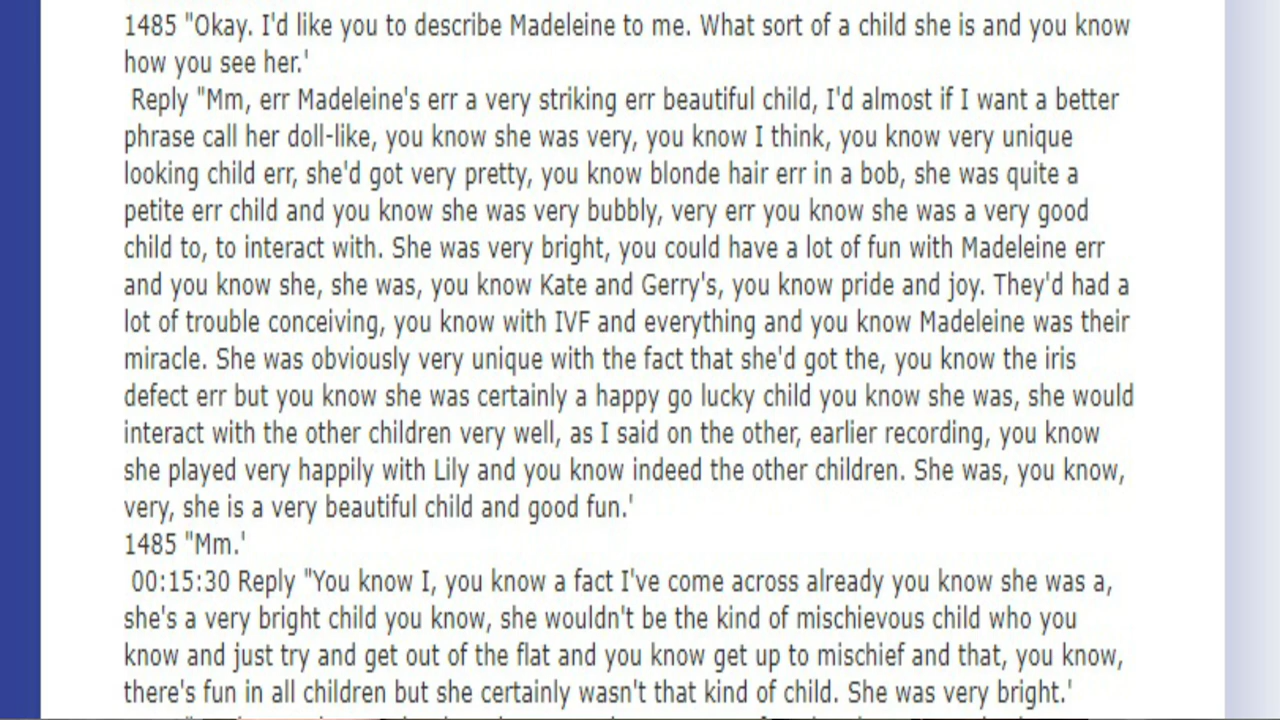 1485 "Okay. I'd like you to describe Madeleine to me. What sort of a child she is and you know
how you see her.'
Reply "Mm, err Madeleine's err a very striking err beautiful child, I'd almost if I want a better
phrase call her doll-like, you know she was very, you know I think, you know very unique
looking child err, she'd got very pretty, you know blonde hair err in a bob, she was quite a
petite err child and you know she was very bubbly, very err you know she was a very good
child to, to interact with. She was very bright, you could have a lot of fun with Madeleine err
and you know she, she was, you know Kate and Gerry's, you know pride and joy. They'd had a
lot of trouble conceiving, you know with IVF and everything and you know Madeleine was their
miracle. She was obviously very unique with the fact that she'd got the, you know the iris
defect err but you know she was certainly a happy go lucky child you know she was, she would
interact with the other children very well, as I said on the other, earlier recording, you know
she played very happily with Lily and you know indeed the other children. She was, you know,
very, she is a very beautiful child and good fun.'
1485 "Mm.'
00:15:30 Reply "You know I, you know a fact I've come across already you know she was a,
she's a very bright child you know, she wouldn't be the kind of mischievous child who you
know and just try and get out of the flat and you know get up to mischief and that, you know,
there's fun in all children but she certainly wasn't that kind of child. She was very bright.'